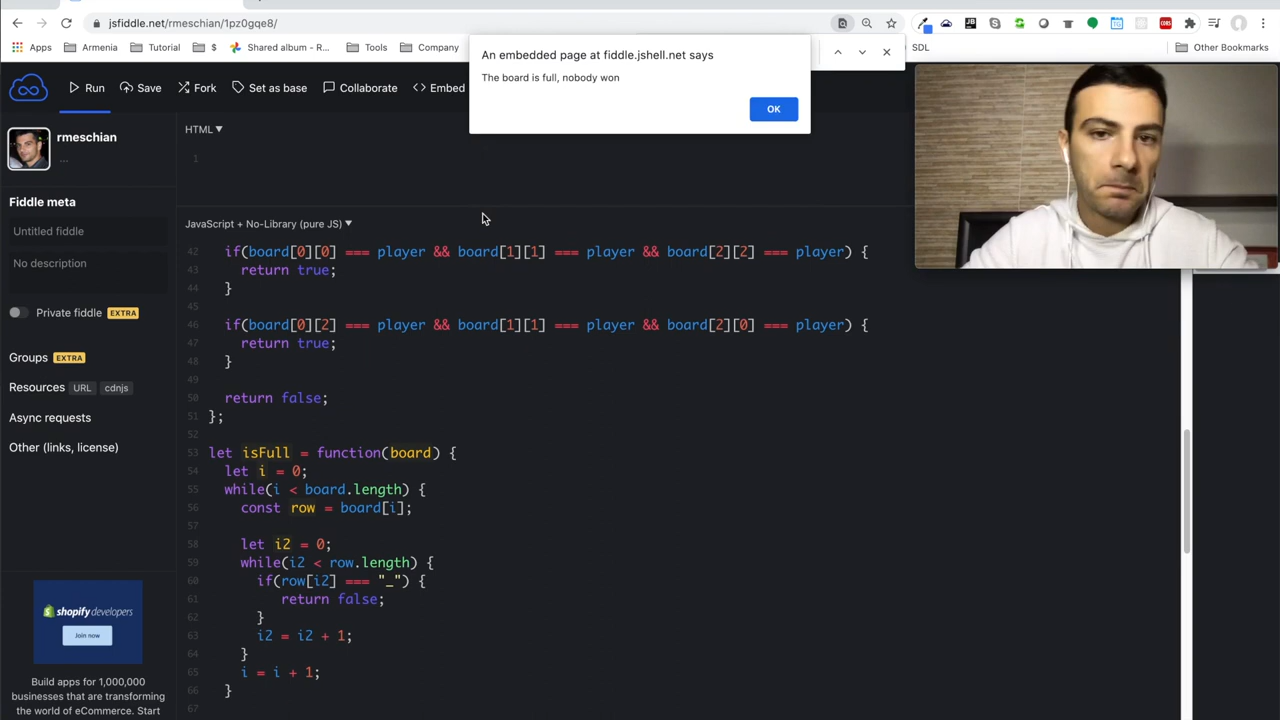 jsfiddle.net/rmeschian/1pz0gqe8/
Apps
Armenia
Tutorial
$
Shared album - R...
Tools
Company
SDL
Other Bookmarks
An embedded page at fiddle.jshell.net says
The board is full, nobody won
OK
Run
Save
Fork
Set as base
Collaborate
Embed
rmeschian
...
Fiddle meta
Untitled fiddle
No description
Private fiddle EXTRA
Groups EXTRA
Resources URL cdnjs
Async requests
Other (links, license)
shopify developers
Join now
Build apps for 1,000,000
businesses that are transforming
the world of eCommerce. Start
HTML ▼
1
JavaScript + No-Library (pure JS) ▼
42 if(board[0][0] === player && board[1][1] === player && board[2][2] === player) {
43 return true;
44 }
45
46 if(board[0][2] === player && board[1][1] === player && board[2][0] === player) {
47 return true;
48 }
49
50 return false;
51 };
52
53 let isFull = function(board) {
54 let i = 0;
55 while(i < board.length) {
56 const row = board[i];
57
58 let i2 = 0;
59 while(i2 < row.length) {
60 if(row[i2] === "_") {
61 return false;
62 }
63 i2 = i2 + 1;
64 }
65 i = i + 1;
66 }
67